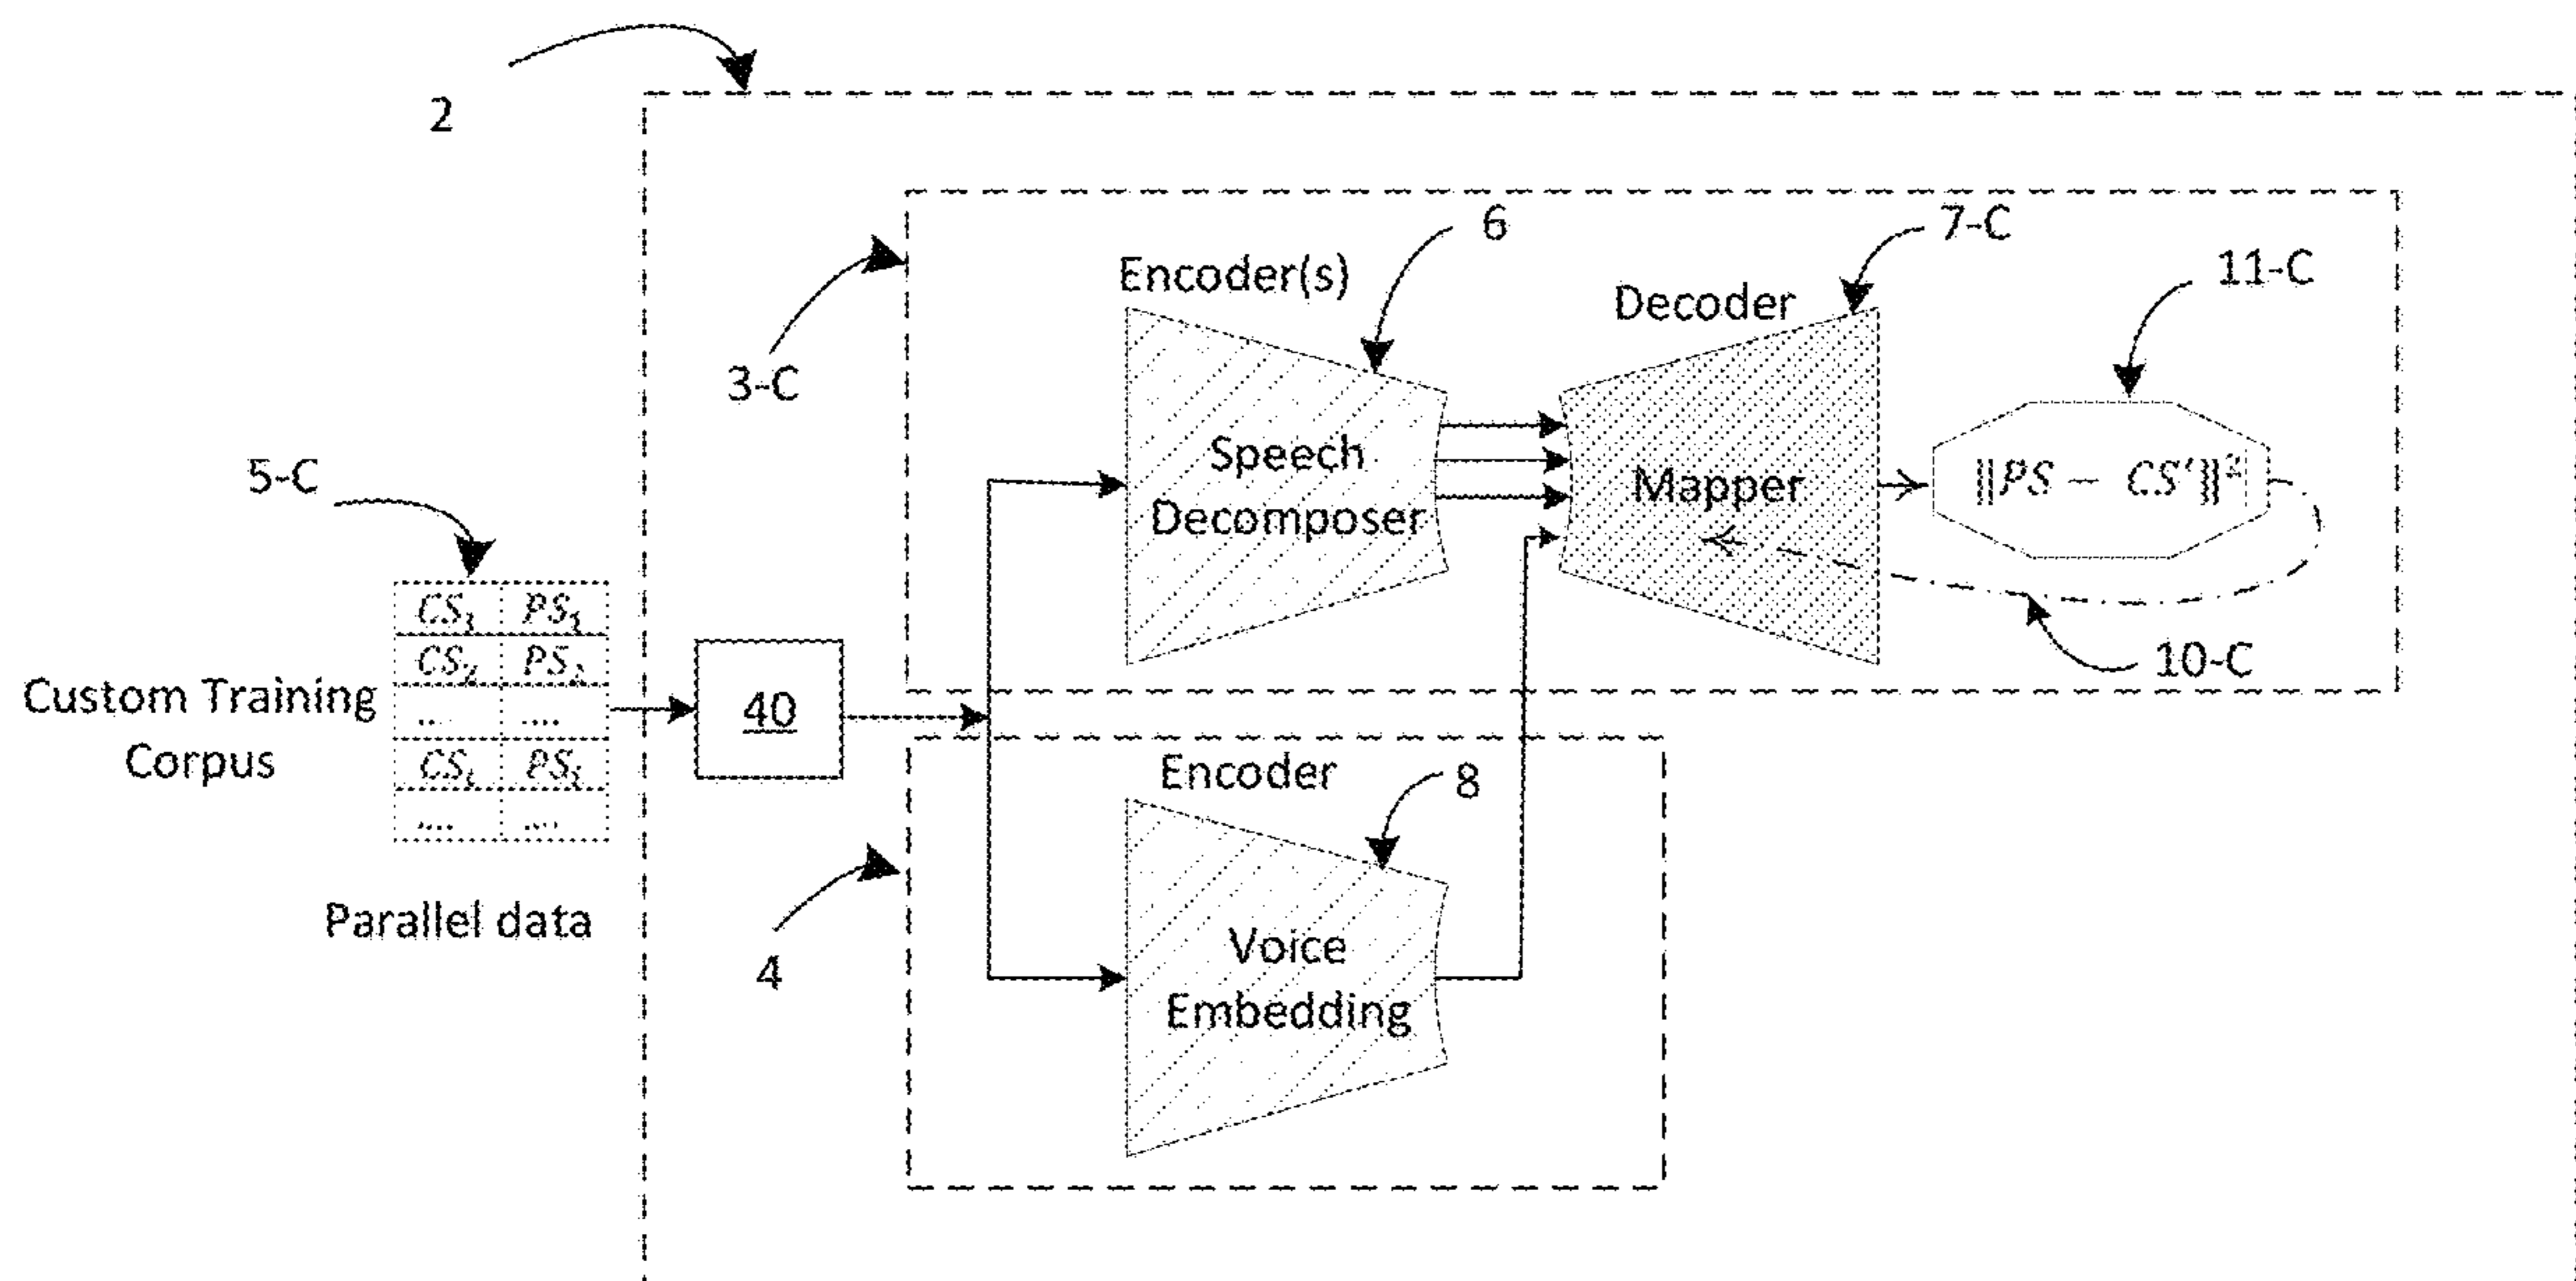 2
6
7-C
11-C
Encoder(s)
Decoder
3-C
Speech
Decomposer
Mapper
||PS − CS'||²
5-C
CS₁ PS₁
CS₂ PS₂
.... ....
CSᵢ PSᵢ
.... ....
10-C
Custom Training
Corpus
40
Encoder
8
Parallel data
4
Voice
Embedding